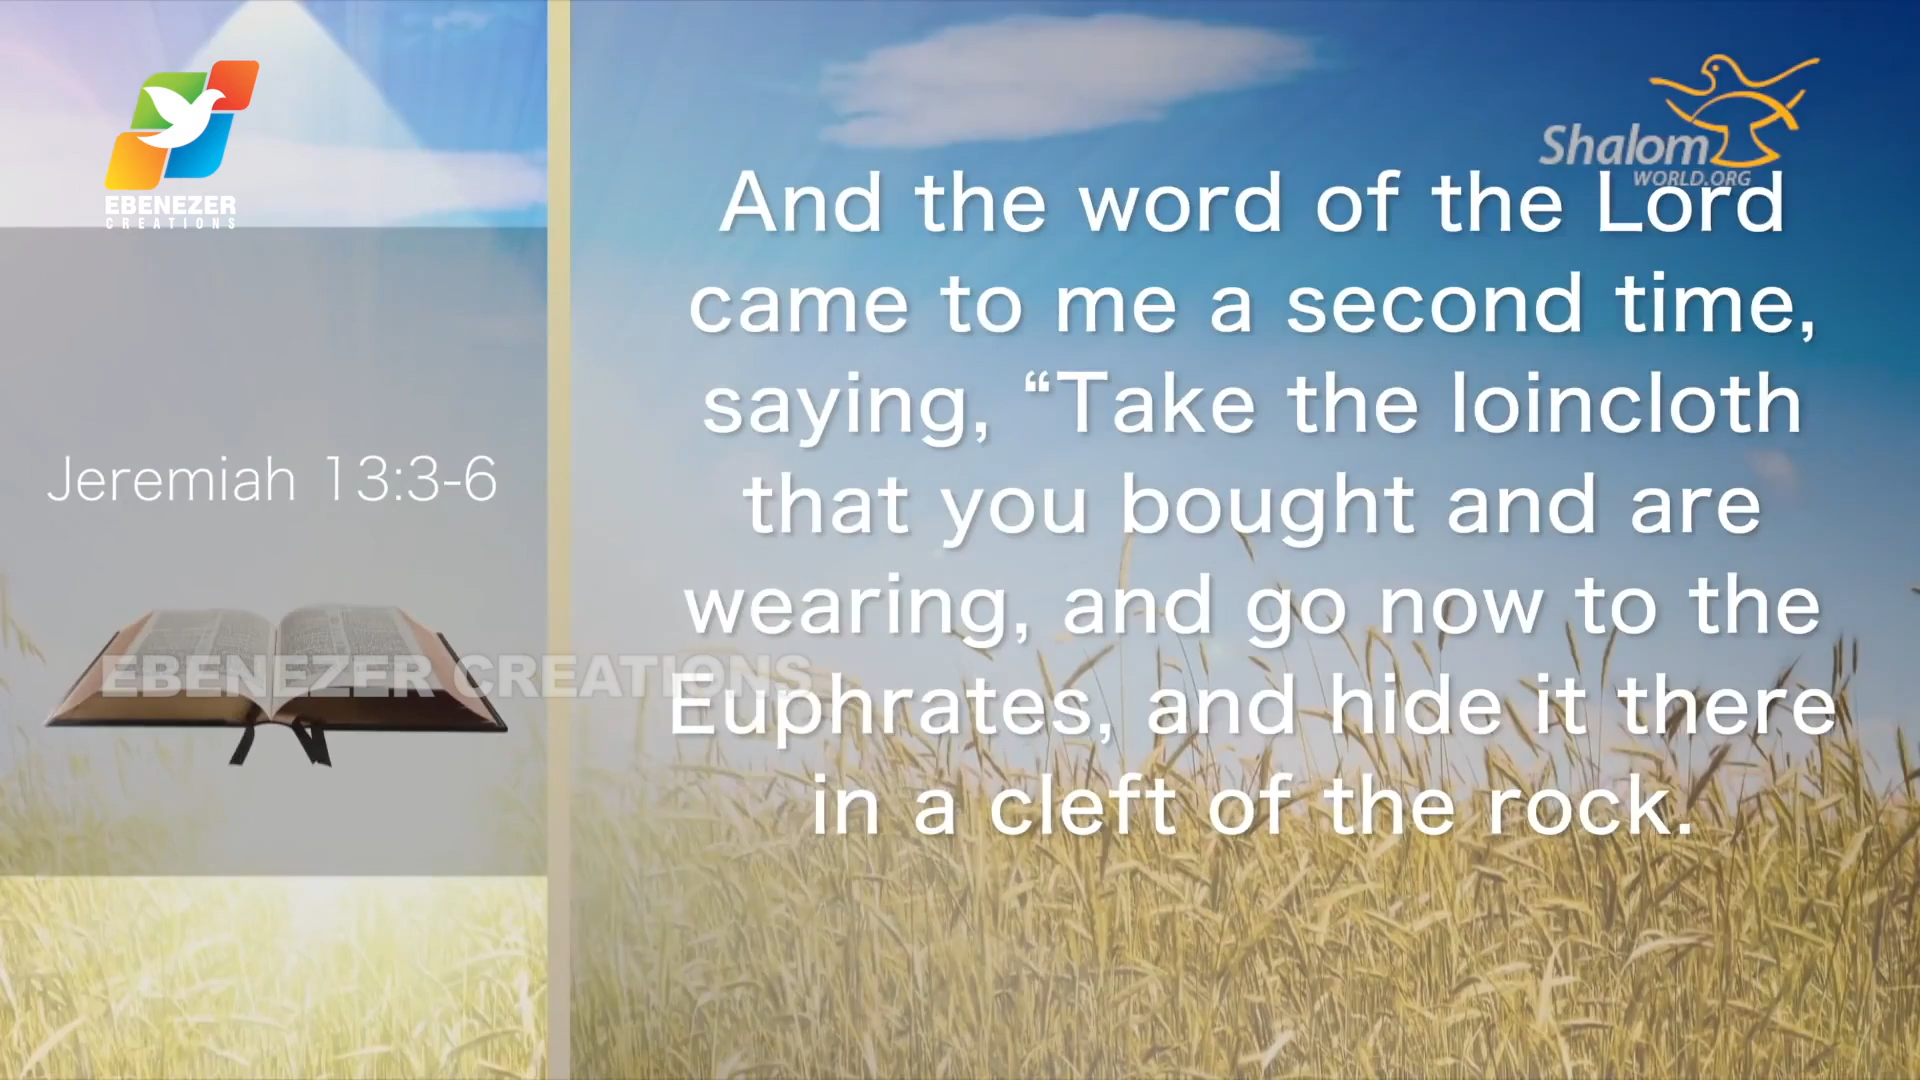 EBENEZER
CREATIONS
Jeremiah 13:3-6
EBENEZER CREATIONS
Shalom
WORLD.ORG
And the word of the Lord
came to me a second time,
saying, “Take the loincloth
that you bought and are
wearing, and go now to the
Euphrates, and hide it there
in a cleft of the rock.